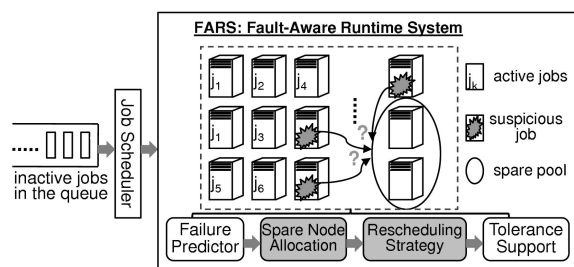 FARS: Fault-Aware Runtime System
j1 j2 j4
j1 j3
j5 j6
......
?
?
jk active jobs
suspicious
job
spare pool
Job Scheduler
......
inactive jobs
in the queue
Failure
Predictor
Spare Node
Allocation
Rescheduling
Strategy
Tolerance
Support